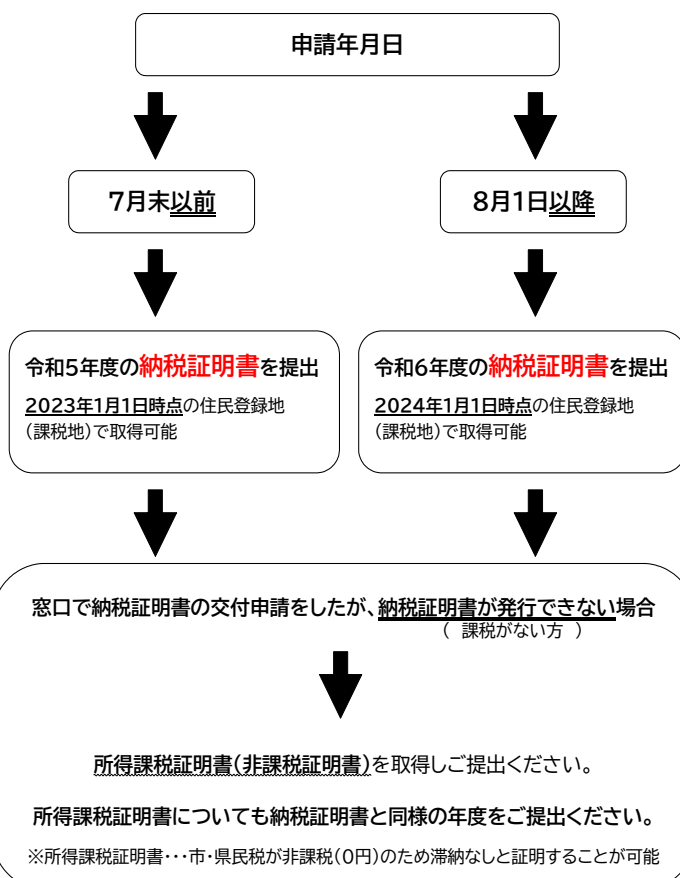 申請年月日
7月末以前
8月1日以降
令和5年度の納税証明書を提出
2023年1月1日時点の住民登録地
（課税地）で取得可能
令和6年度の納税証明書を提出
2024年1月1日時点の住民登録地
（課税地）で取得可能
窓口で納税証明書の交付申請をしたが、納税証明書が発行できない場合
（ 課税がない方 ）
所得課税証明書(非課税証明書)を取得しご提出ください。
所得課税証明書についても納税証明書と同様の年度をご提出ください。
※所得課税証明書・・・市・県民税が非課税（0円）のため滞納なしと証明することが可能